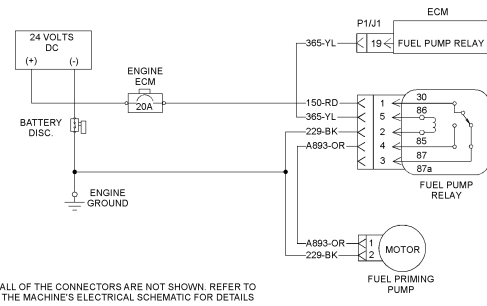 ECM
P1/J1
24 VOLTS
DC
(+) (-)
365-YL 19 FUEL PUMP RELAY
ENGINE
ECM
20A
150-RD 1 30
365-YL 5 86
229-BK 2
A893-OR 4 85
3 87
87a
BATTERY
DISC.
FUEL PUMP
RELAY
ENGINE
GROUND
A893-OR 1
229-BK 2
MOTOR
FUEL PRIMING
PUMP
ALL OF THE CONNECTORS ARE NOT SHOWN. REFER TO
THE MACHINE'S ELECTRICAL SCHEMATIC FOR DETAILS